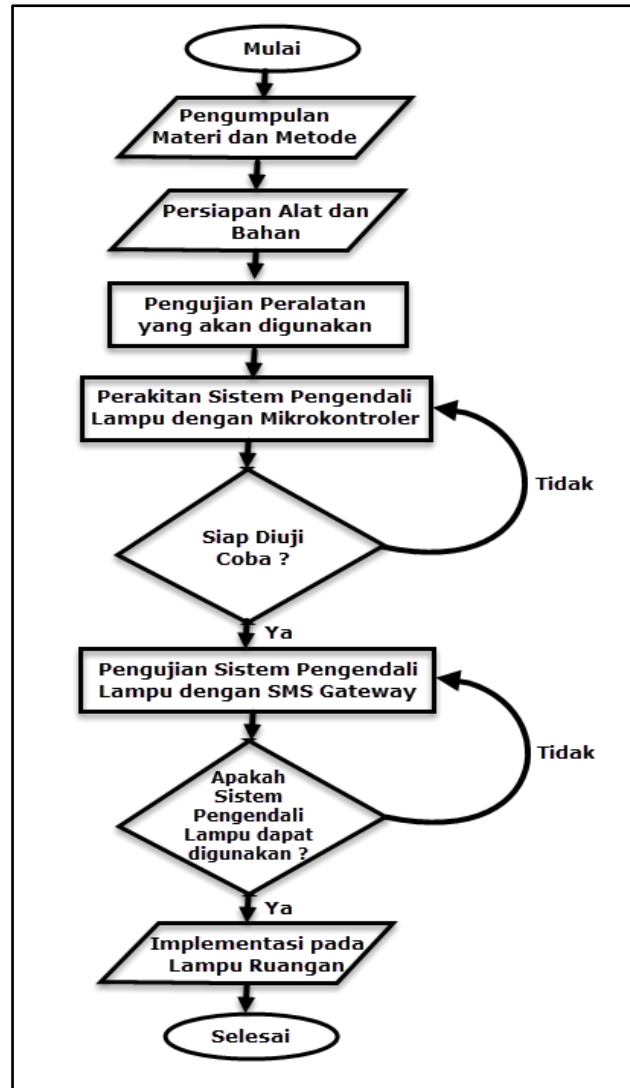 Mulai
Pengumpulan
Materi dan Metode
Persiapan Alat dan
Bahan
Pengujian Peralatan
yang akan digunakan
Perakitan Sistem Pengendali
Lampu dengan Mikrokontroler
Tidak
Siap Diuji
Coba ?
Ya
Pengujian Sistem Pengendali
Lampu dengan SMS Gateway
Tidak
Apakah
Sistem
Pengendali
Lampu dapat
digunakan ?
Ya
Implementasi pada
Lampu Ruangan
Selesai